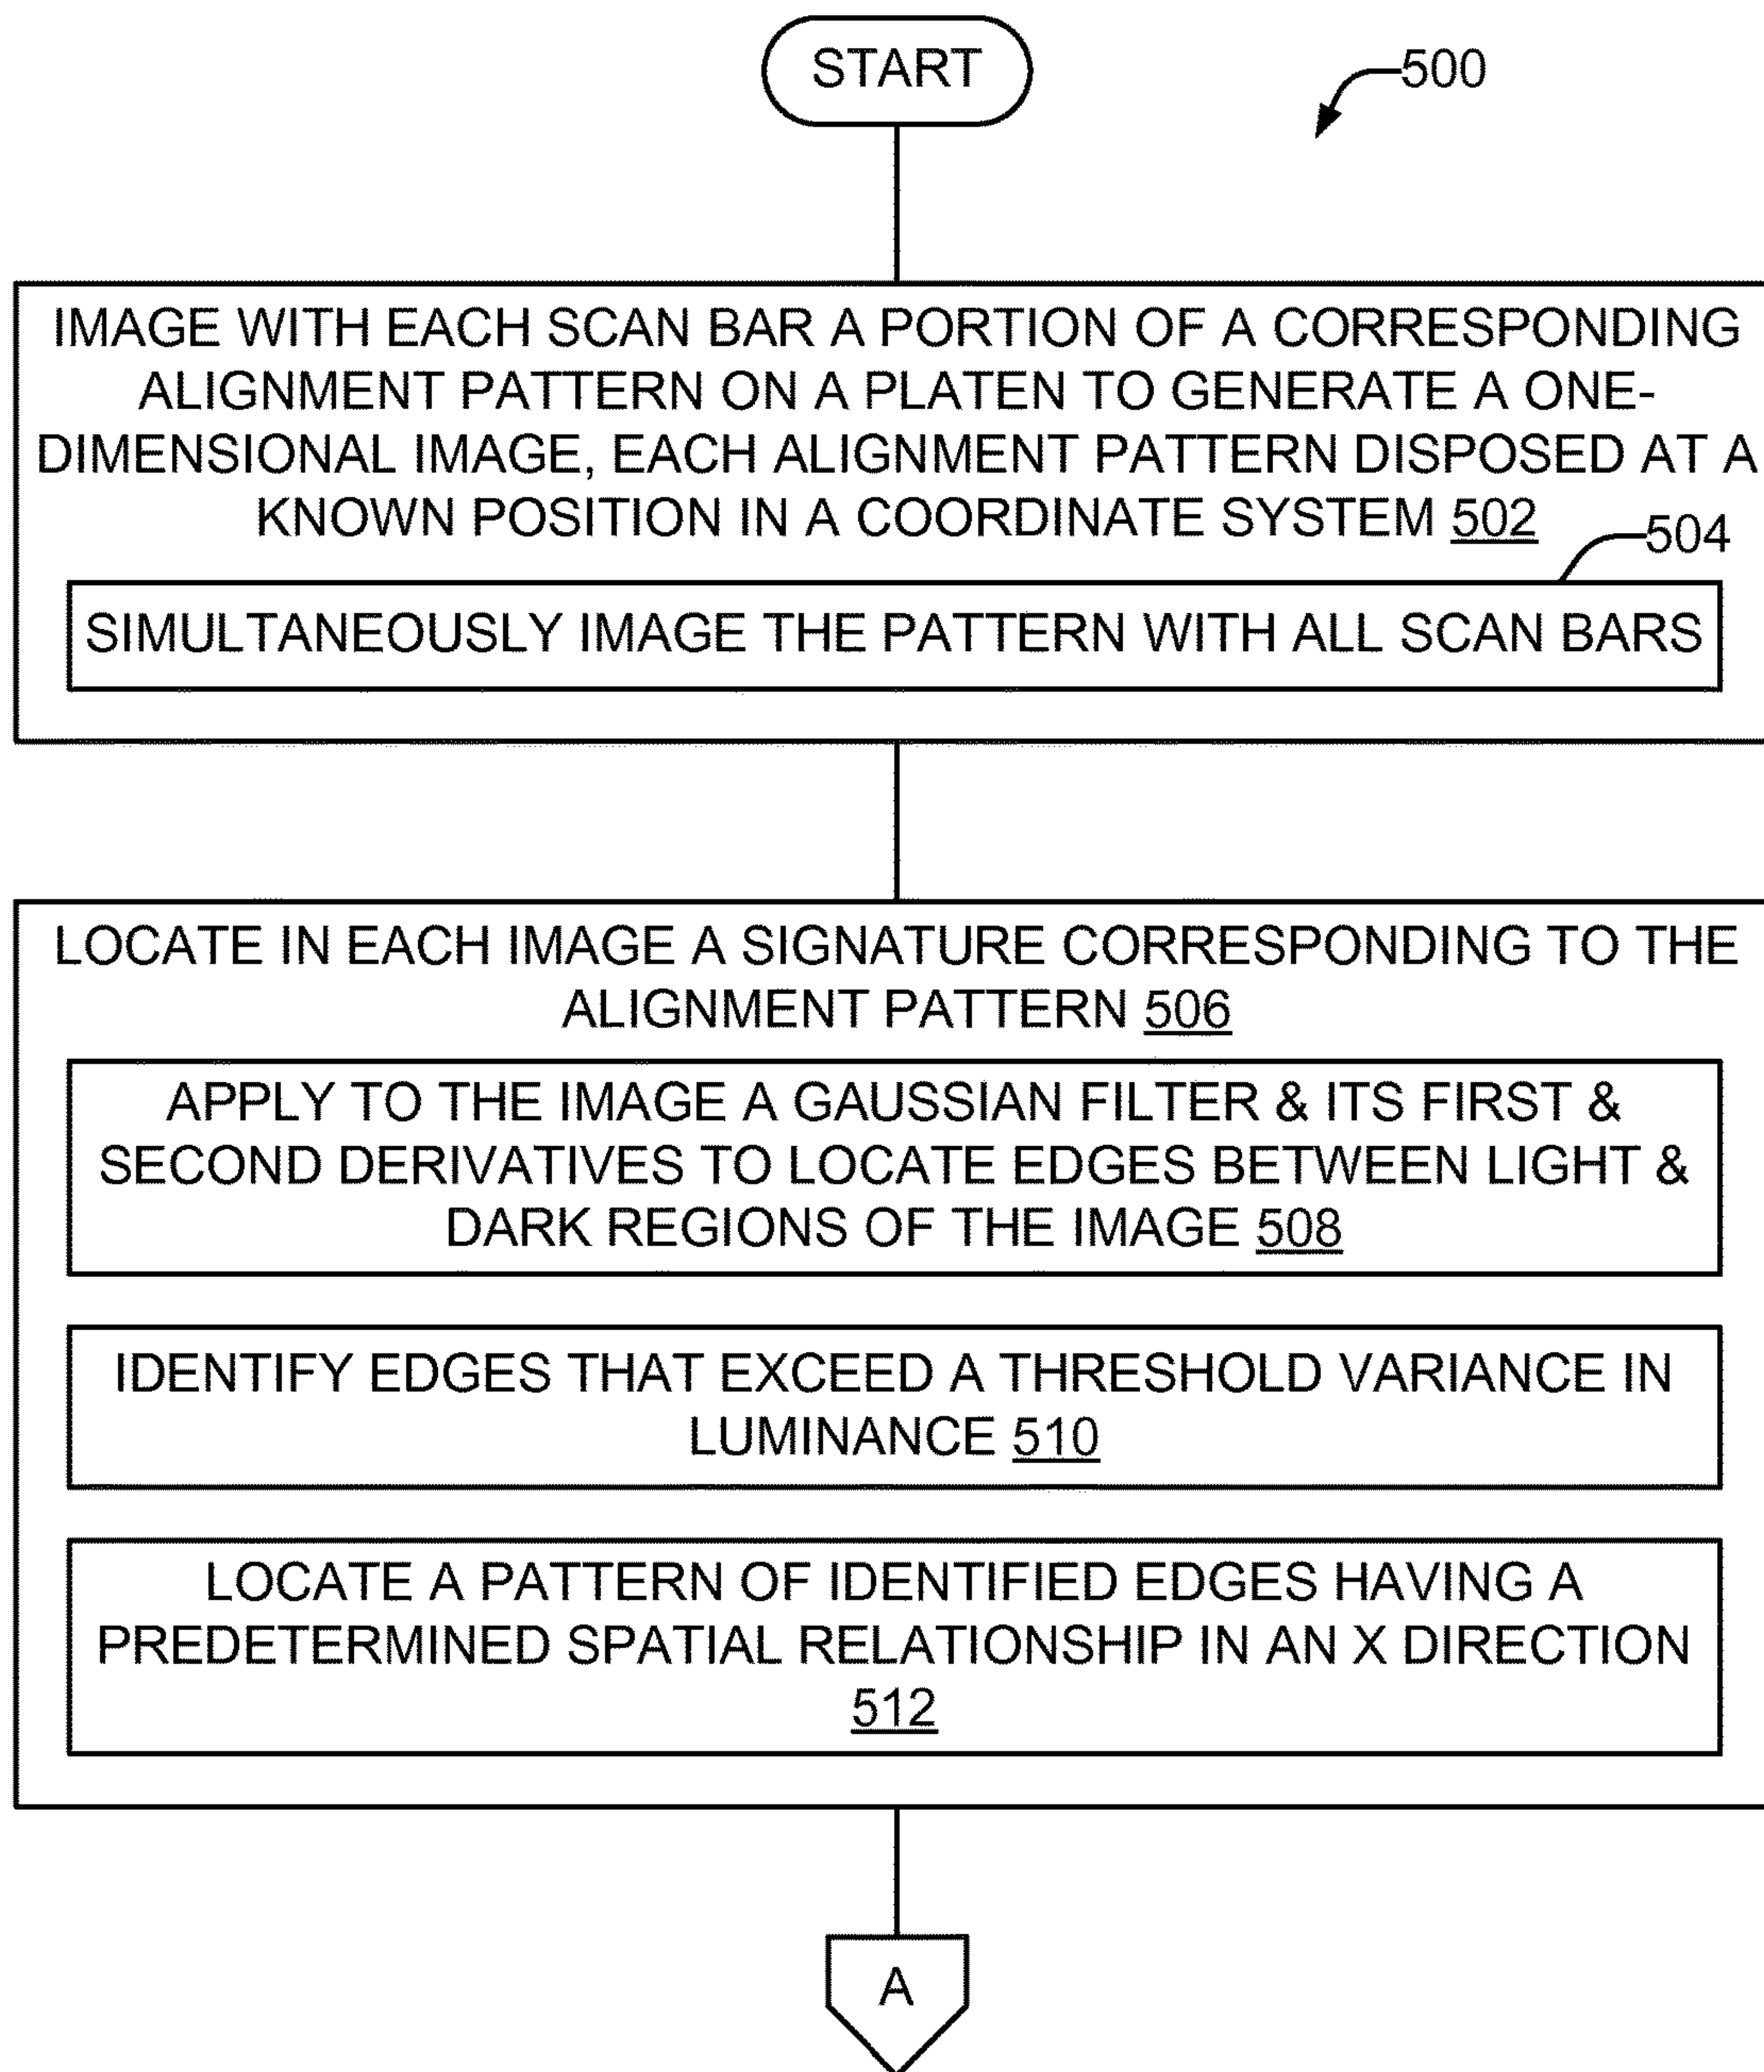 START
500
IMAGE WITH EACH SCAN BAR A PORTION OF A CORRESPONDING
ALIGNMENT PATTERN ON A PLATEN TO GENERATE A ONE-
DIMENSIONAL IMAGE, EACH ALIGNMENT PATTERN DISPOSED AT A
KNOWN POSITION IN A COORDINATE SYSTEM 502
504
SIMULTANEOUSLY IMAGE THE PATTERN WITH ALL SCAN BARS
LOCATE IN EACH IMAGE A SIGNATURE CORRESPONDING TO THE
ALIGNMENT PATTERN 506
APPLY TO THE IMAGE A GAUSSIAN FILTER & ITS FIRST &
SECOND DERIVATIVES TO LOCATE EDGES BETWEEN LIGHT &
DARK REGIONS OF THE IMAGE 508
IDENTIFY EDGES THAT EXCEED A THRESHOLD VARIANCE IN
LUMINANCE 510
LOCATE A PATTERN OF IDENTIFIED EDGES HAVING A
PREDETERMINED SPATIAL RELATIONSHIP IN AN X DIRECTION
512
A